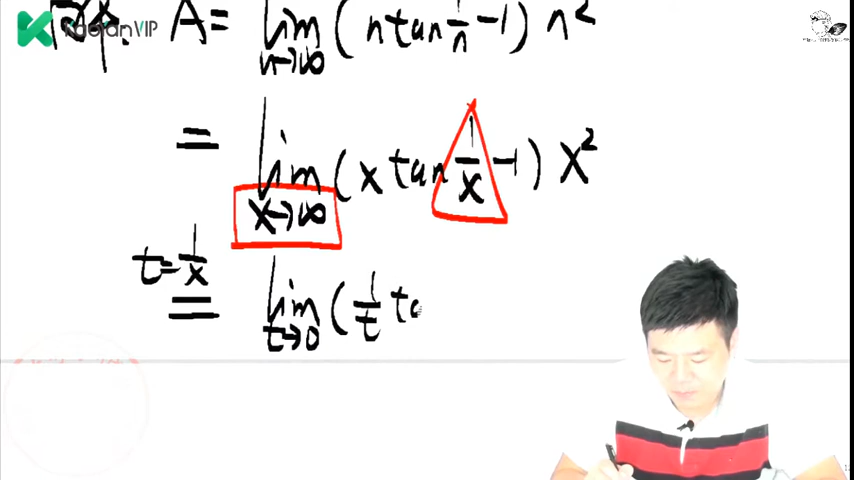 KaoYanVIP
A = lim n→∞ ( n tan 1/n - 1 ) n²
= lim x→∞ ( x tan 1/x - 1 ) x²
t = 1/x
= lim t→0 ( 1/t ta